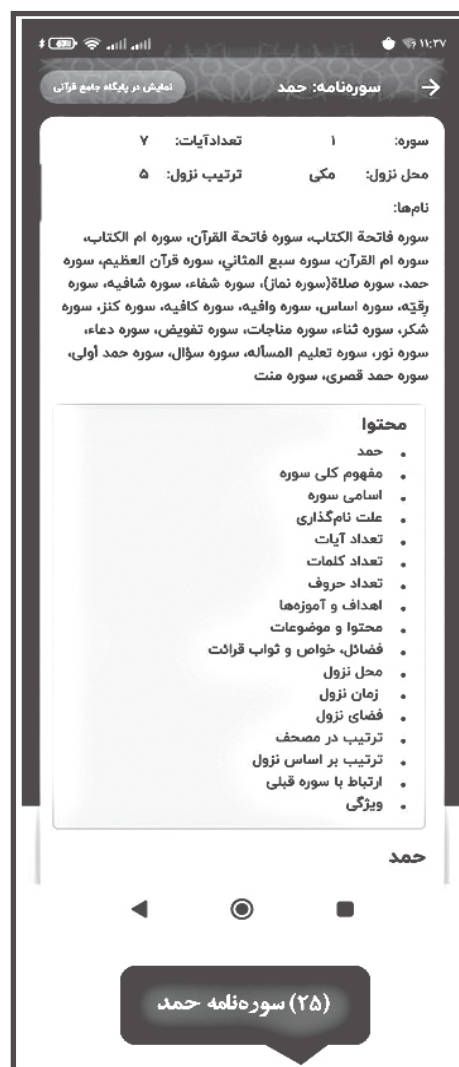 ۱۱:۳۷
سوره‌نامه: حمد
نمایش در پایگاه جامع قرآنی
سوره: ۱ تعدادآیات: ۷
محل نزول: مکی ترتیب نزول: ۵
نام‌ها:
سوره فاتحة الکتاب، سوره فاتحة القرآن، سوره ام الکتاب،
سوره ام القرآن، سوره سبع المثاني، سوره قرآن العظیم، سوره
حمد، سوره صلاة(سوره نماز)، سوره شفاء، سوره شافیه، سوره
رقیّه، سوره اساس، سوره وافیه، سوره کافیه، سوره کنز، سوره
شکر، سوره ثناء، سوره مناجات، سوره تفویض، سوره دعاء،
سوره نور، سوره تعلیم المسأله، سوره سؤال، سوره حمد أولی،
سوره حمد قصری، سوره منت
محتوا
• حمد
• مفهوم کلی سوره
• اسامی سوره
• علت نام‌گذاری
• تعداد آیات
• تعداد کلمات
• تعداد حروف
• اهداف و آموزه‌ها
• محتوا و موضوعات
• فضائل، خواص و ثواب قرائت
• محل نزول
• زمان نزول
• فضای نزول
• ترتیب در مصحف
• ترتیب بر اساس نزول
• ارتباط با سوره قبلی
• ویژگی
حمد
(۲۵) سوره‌نامه حمد